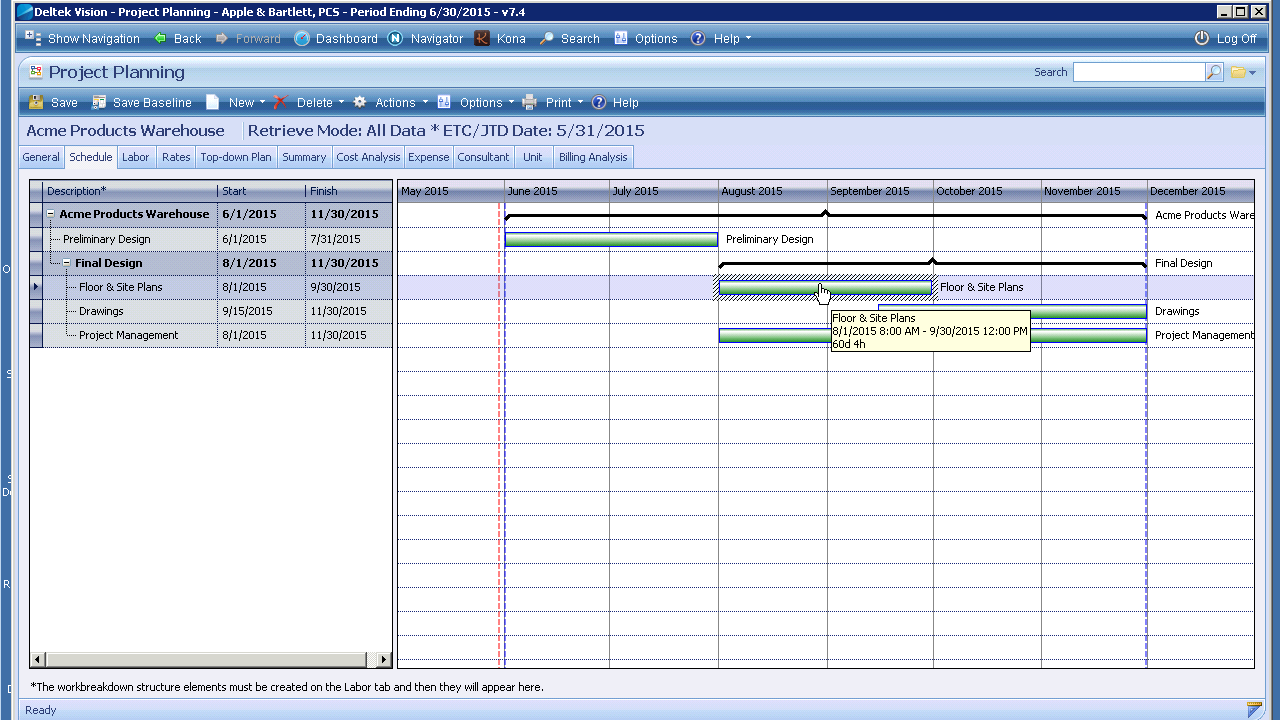 Deltek Vision - Project Planning - Apple & Bartlett, PCS - Period Ending 6/30/2015 - v7.4
Show Navigation Back Forward Dashboard Navigator Kona Search Options Help Log Off
Project Planning Search
Save Save Baseline New Delete Actions Options Print Help
Acme Products Warehouse Retrieve Mode: All Data * ETC/JTD Date: 5/31/2015
General Schedule Labor Rates Top-down Plan Summary Cost Analysis Expense Consultant Unit Billing Analysis
Description* Start Finish May 2015 June 2015 July 2015 August 2015 September 2015 October 2015 November 2015 December 2015
Acme Products Warehouse 6/1/2015 11/30/2015 Acme Products Ware
Preliminary Design 6/1/2015 7/31/2015 Preliminary Design
Final Design 8/1/2015 11/30/2015 Final Design
Floor & Site Plans 8/1/2015 9/30/2015 Floor & Site Plans
Drawings 9/15/2015 11/30/2015 Drawings
Project Management 8/1/2015 11/30/2015 Project Management
Floor & Site Plans
8/1/2015 8:00 AM - 9/30/2015 12:00 PM
60d 4h
*The workbreakdown structure elements must be created on the Labor tab and then they will appear here.
Ready